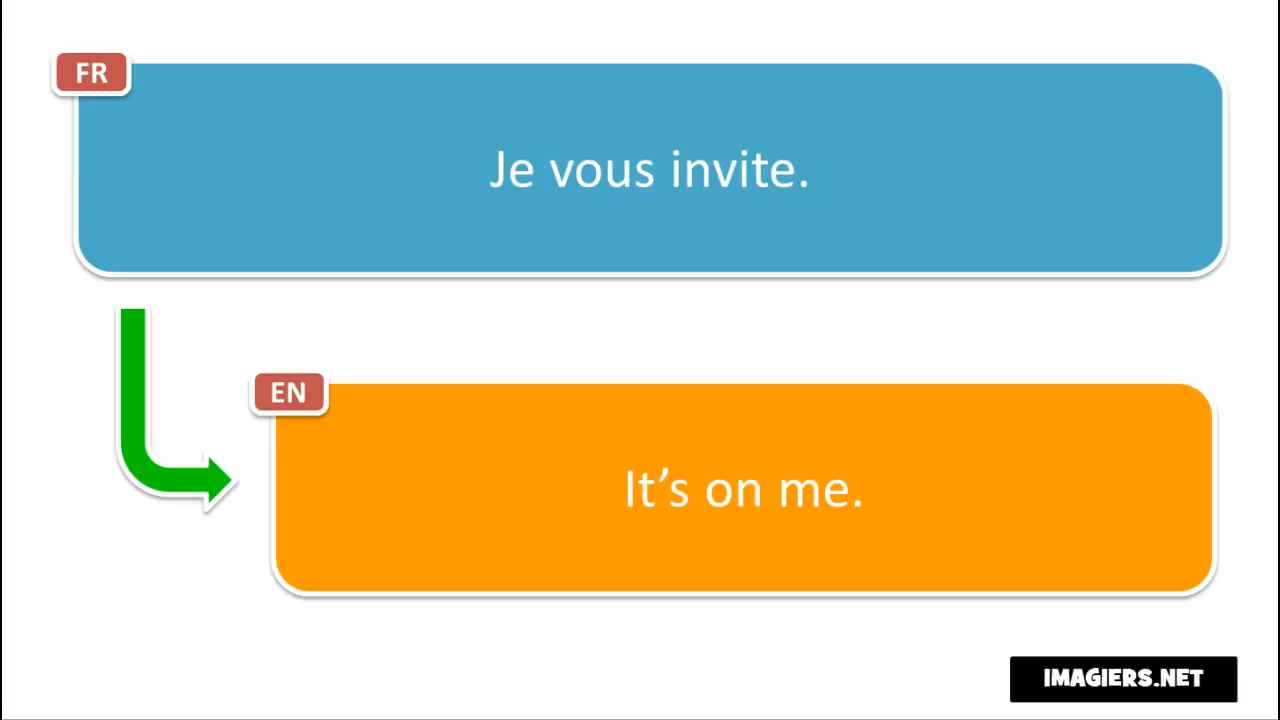 FR
Je vous invite.
EN
It’s on me.
IMAGIERS.NET